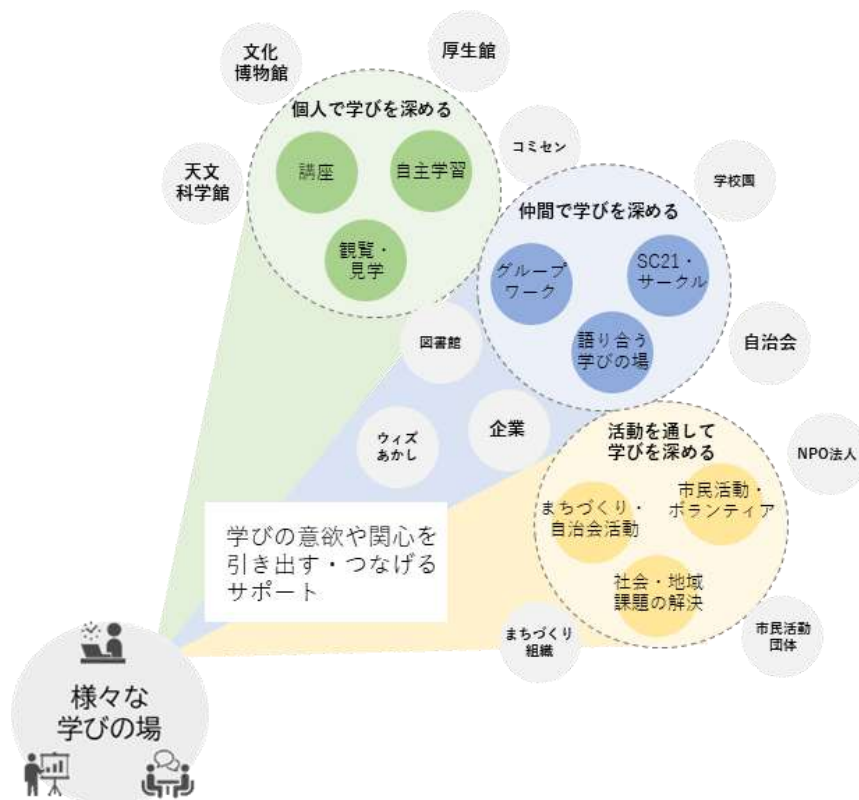 文化
博物館
厚生館
天文
科学館
個人で学びを深める
講座
自主学習
観覧・
見学
コミセン
学校園
仲間で学びを深める
グループ
ワーク
SC21・
サークル
語り合う
学びの場
図書館
自治会
ウィズ
あかし
企業
活動を通して
学びを深める
NPO法人
まちづくり・
自治会活動
市民活動・
ボランティア
社会・地域
課題の解決
まちづくり
組織
市民活動
団体
学びの意欲や関心を
引き出す・つなげる
サポート
様々な
学びの場